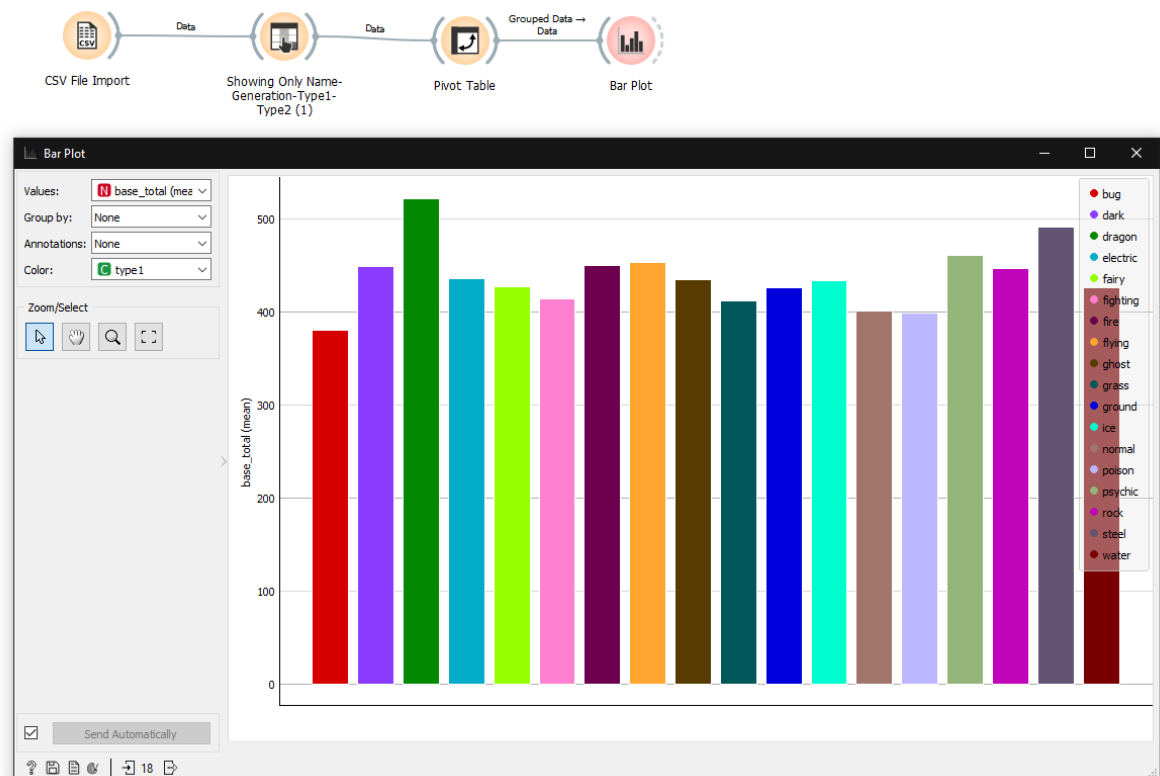 CSV
Data
Data
Grouped Data →
Data
CSV File Import
Showing Only Name-
Generation-Type1-
Type2 (1)
Pivot Table
Bar Plot
Bar Plot
Values:
N base_total (mea
Group by:
None
Annotations:
None
Color:
C type1
Zoom/Select
Send Automatically
? 18
base_total (mean)
500
400
300
200
100
0
bug
dark
dragon
electric
fairy
fighting
fire
flying
ghost
grass
ground
ice
normal
poison
psychic
rock
steel
water